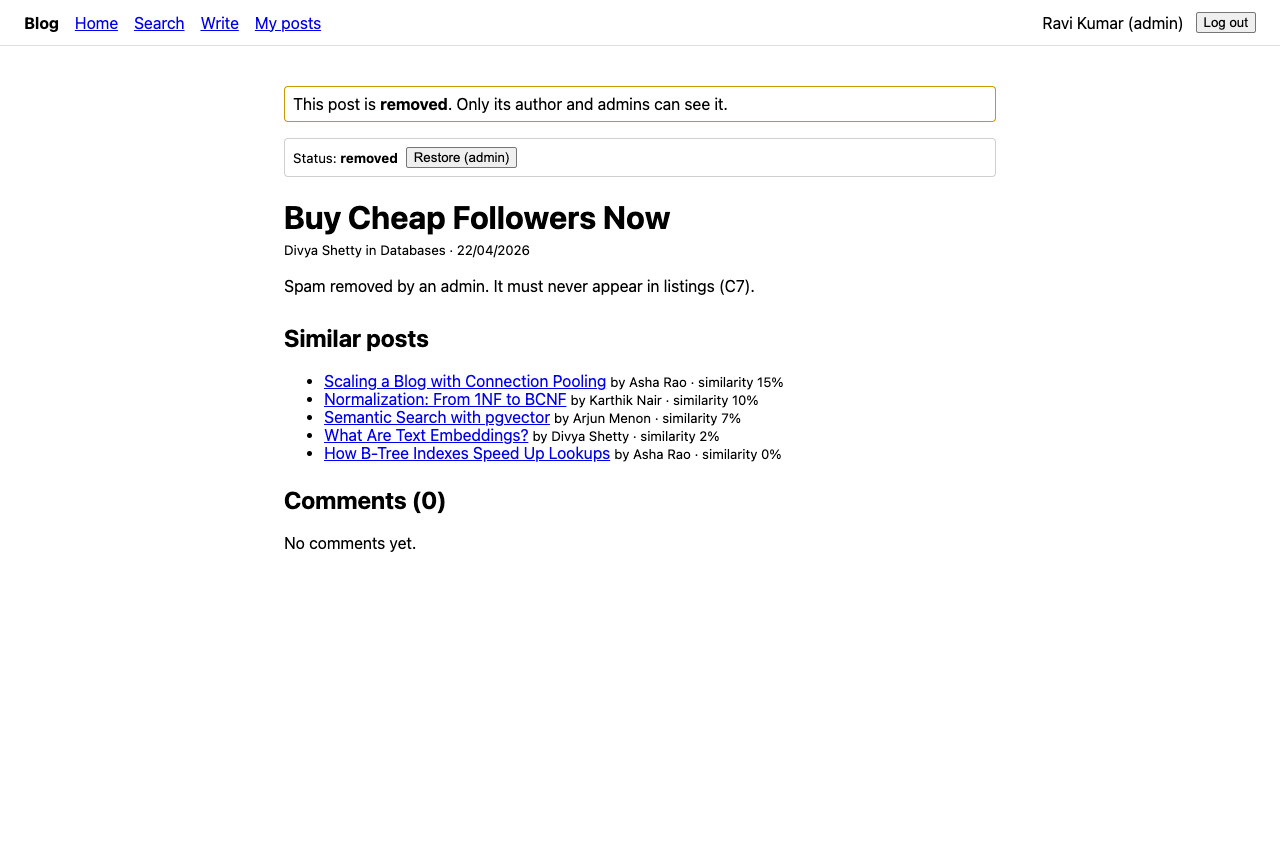 Blog Home Search Write My posts Ravi Kumar (admin) Log out
This post is removed. Only its author and admins can see it.
Status: removed Restore (admin)
Buy Cheap Followers Now
Divya Shetty in Databases · 22/04/2026
Spam removed by an admin. It must never appear in listings (C7).
Similar posts
• Scaling a Blog with Connection Pooling by Asha Rao · similarity 15%
• Normalization: From 1NF to BCNF by Karthik Nair · similarity 10%
• Semantic Search with pgvector by Arjun Menon · similarity 7%
• What Are Text Embeddings? by Divya Shetty · similarity 2%
• How B-Tree Indexes Speed Up Lookups by Asha Rao · similarity 0%
Comments (0)
No comments yet.